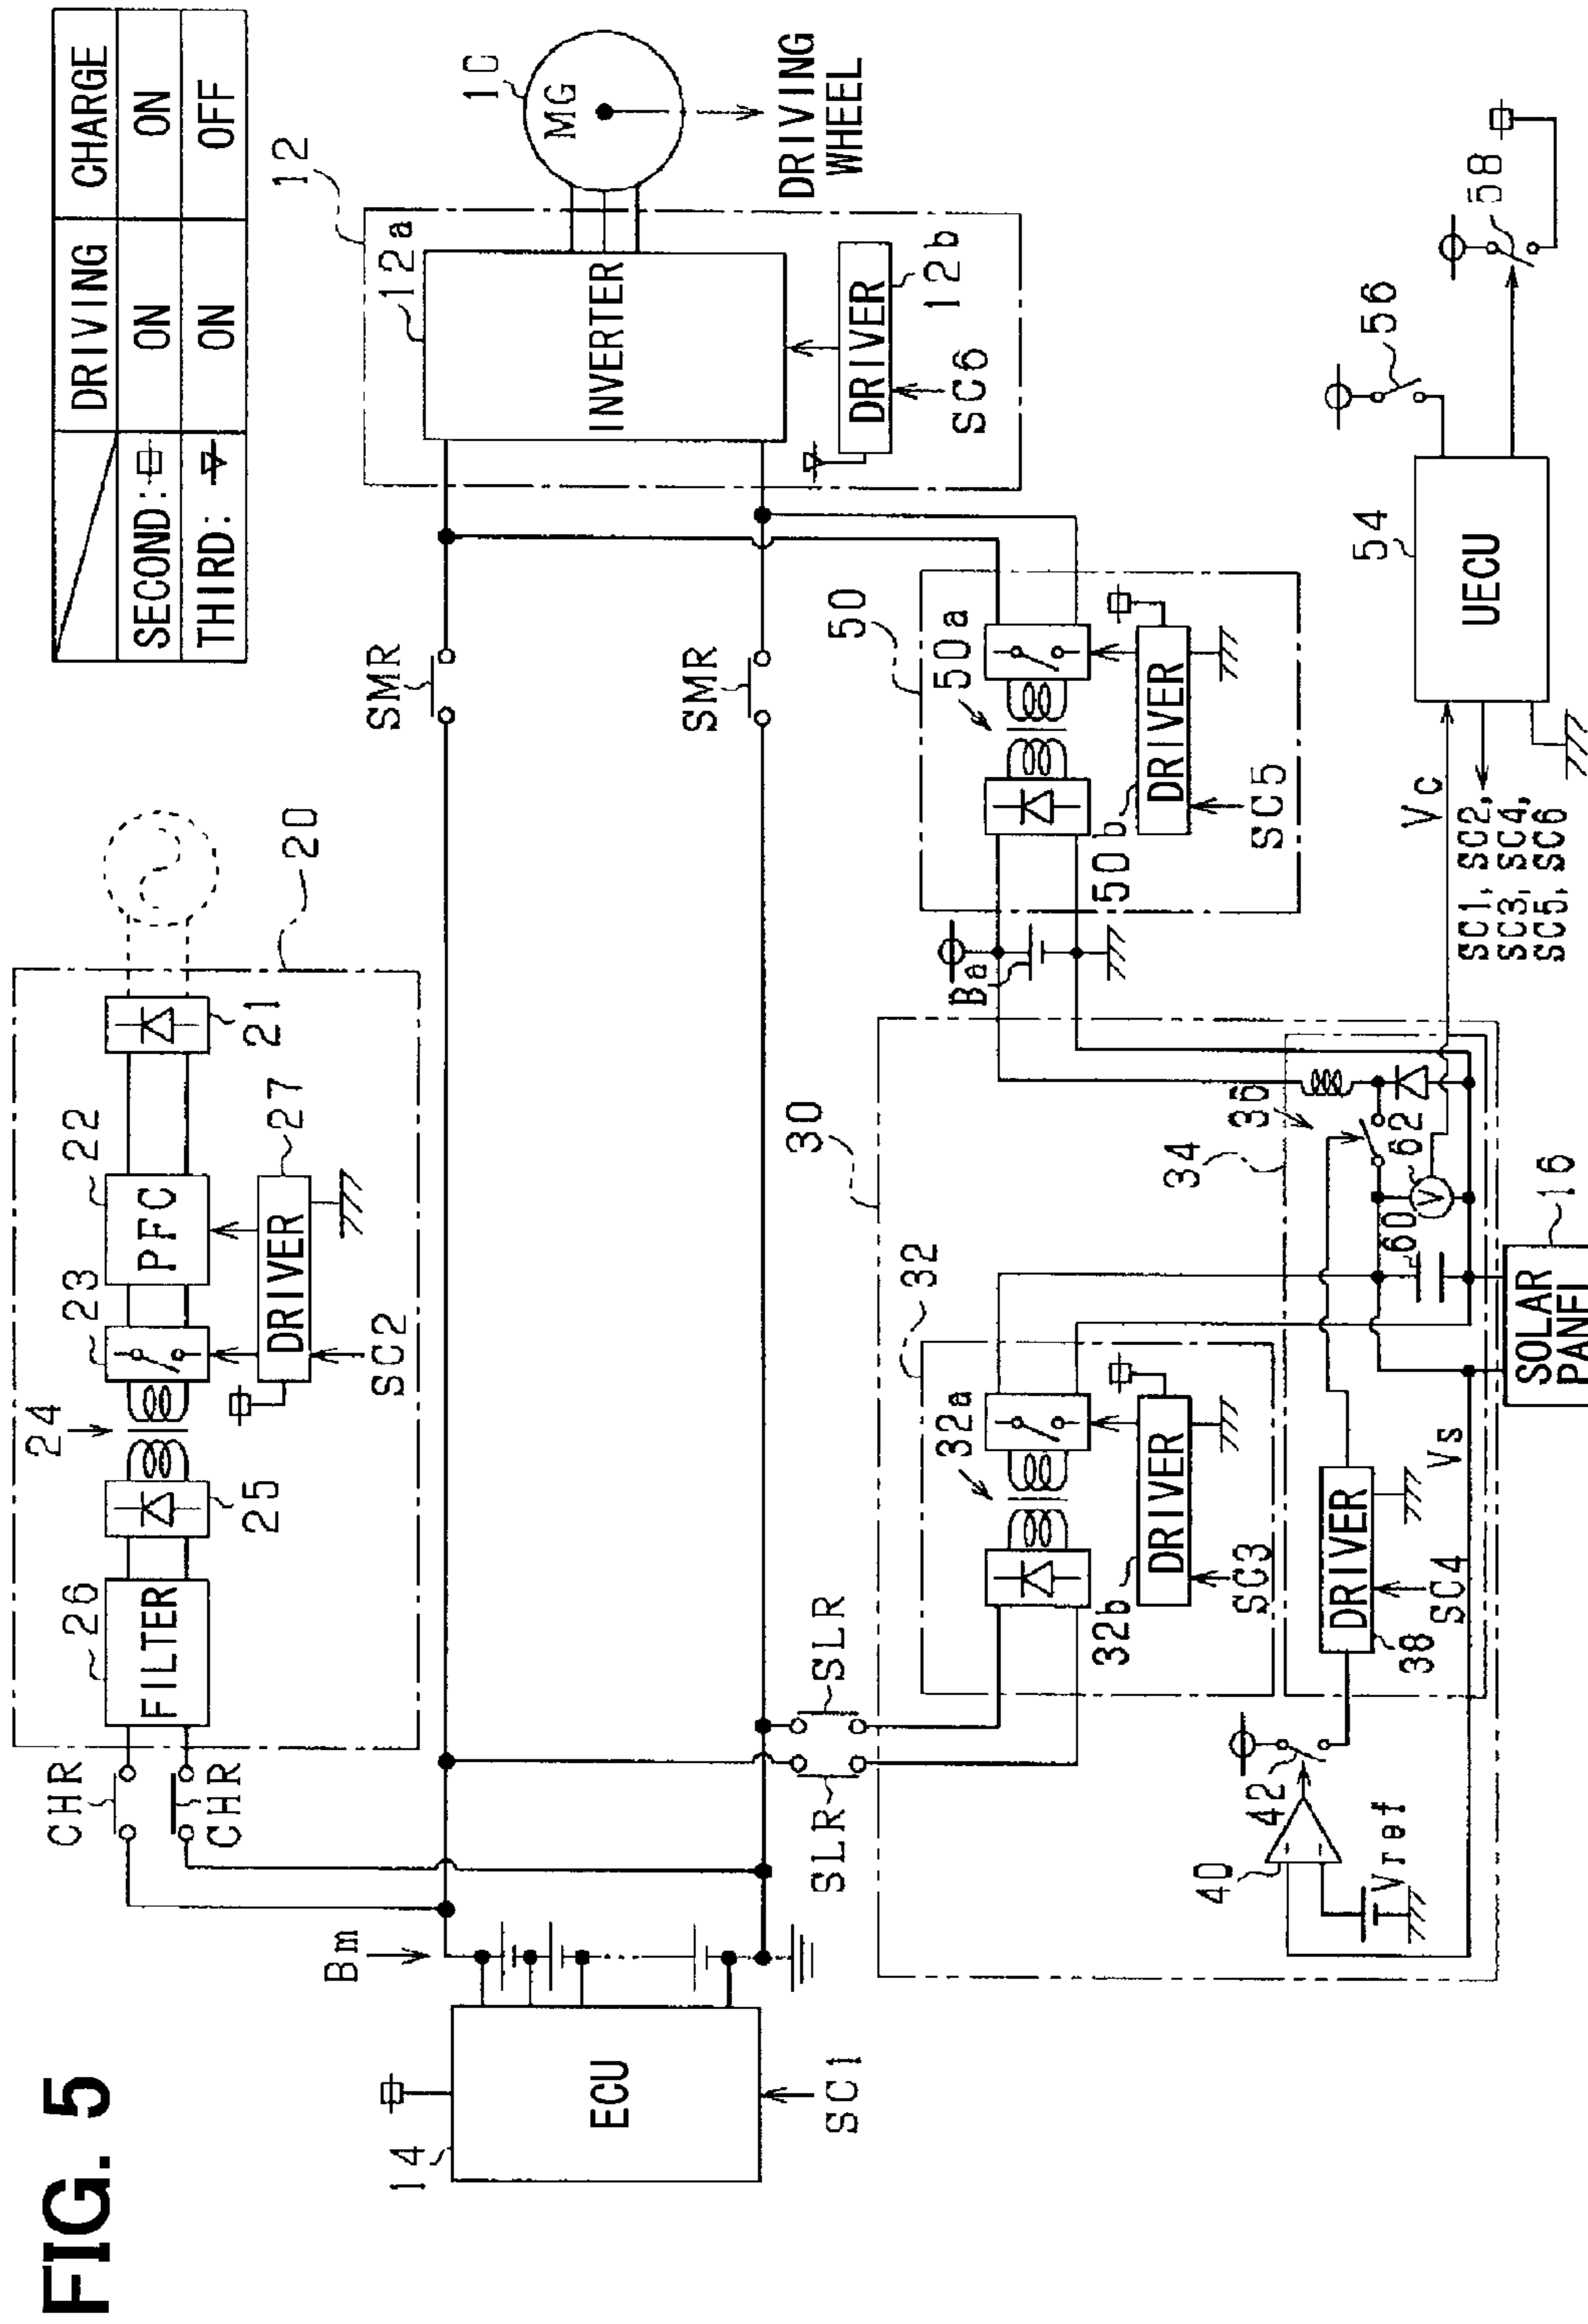 FIG. 5
DRIVING CHARGE
SECOND: ON ON
THIRD: ON OFF
20
CHR
CHR
26
FILTER
25
24
23
22
PFC
21
DRIVER
27
SC2
12
12a
INVERTER
10
MG
DRIVING
WHEEL
DRIVER
12b
SC6
SMR
SMR
Bm
14
ECU
SC1
SLR
SLR
30
32
32a
32b
DRIVER
SC3
50
50a
50b
DRIVER
SC5
Ba
34
36
62
V
60
40
42
Vref
DRIVER
38
SC4
Vs
16
SOLAR
Vc
54
UECU
56
58
SC1, SC2,
SC3, SC4,
SC5, SC6